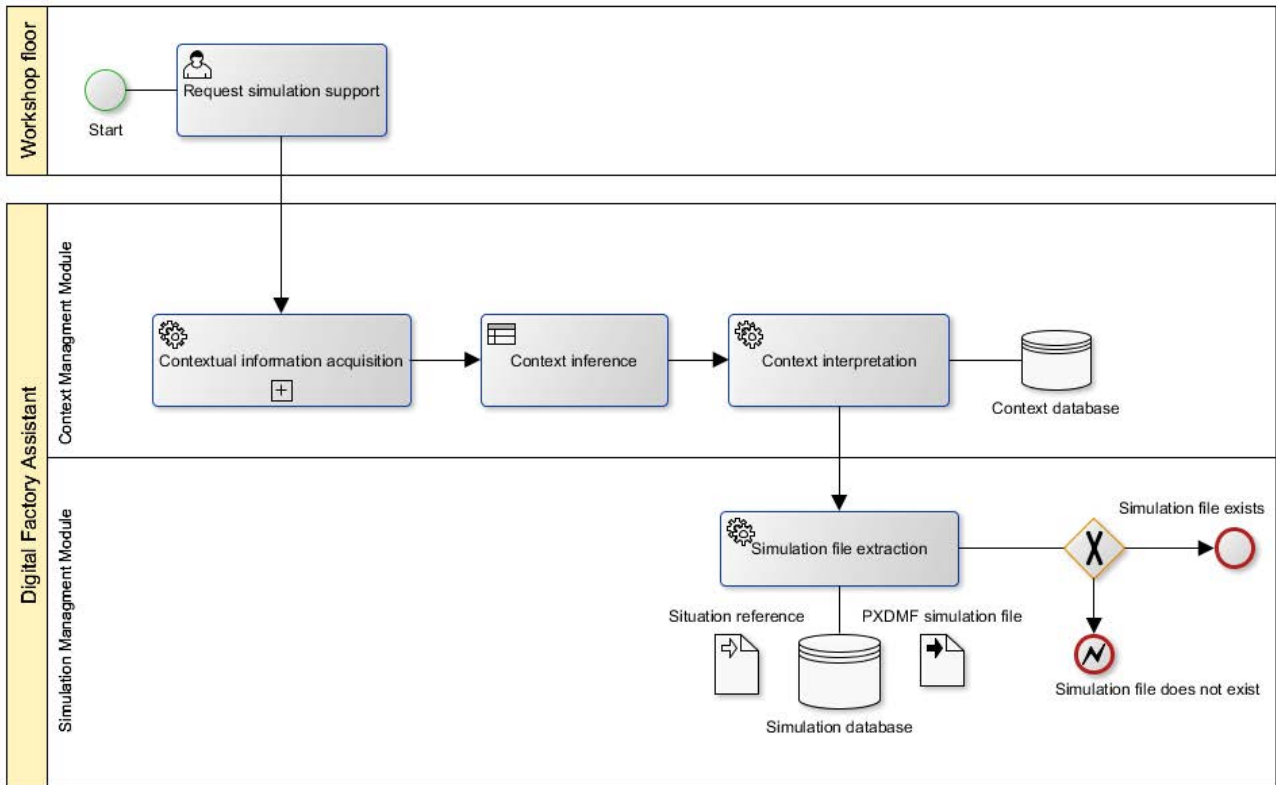 Workshop floor
Request simulation support
Start
Digital Factory Assistant
Context Managment Module
Contextual information acquisition
Context inference
Context interpretation
Context database
Simulation Managment Module
Simulation file extraction
Simulation file exists
Situation reference
PXDMF simulation file
Simulation file does not exist
Simulation database